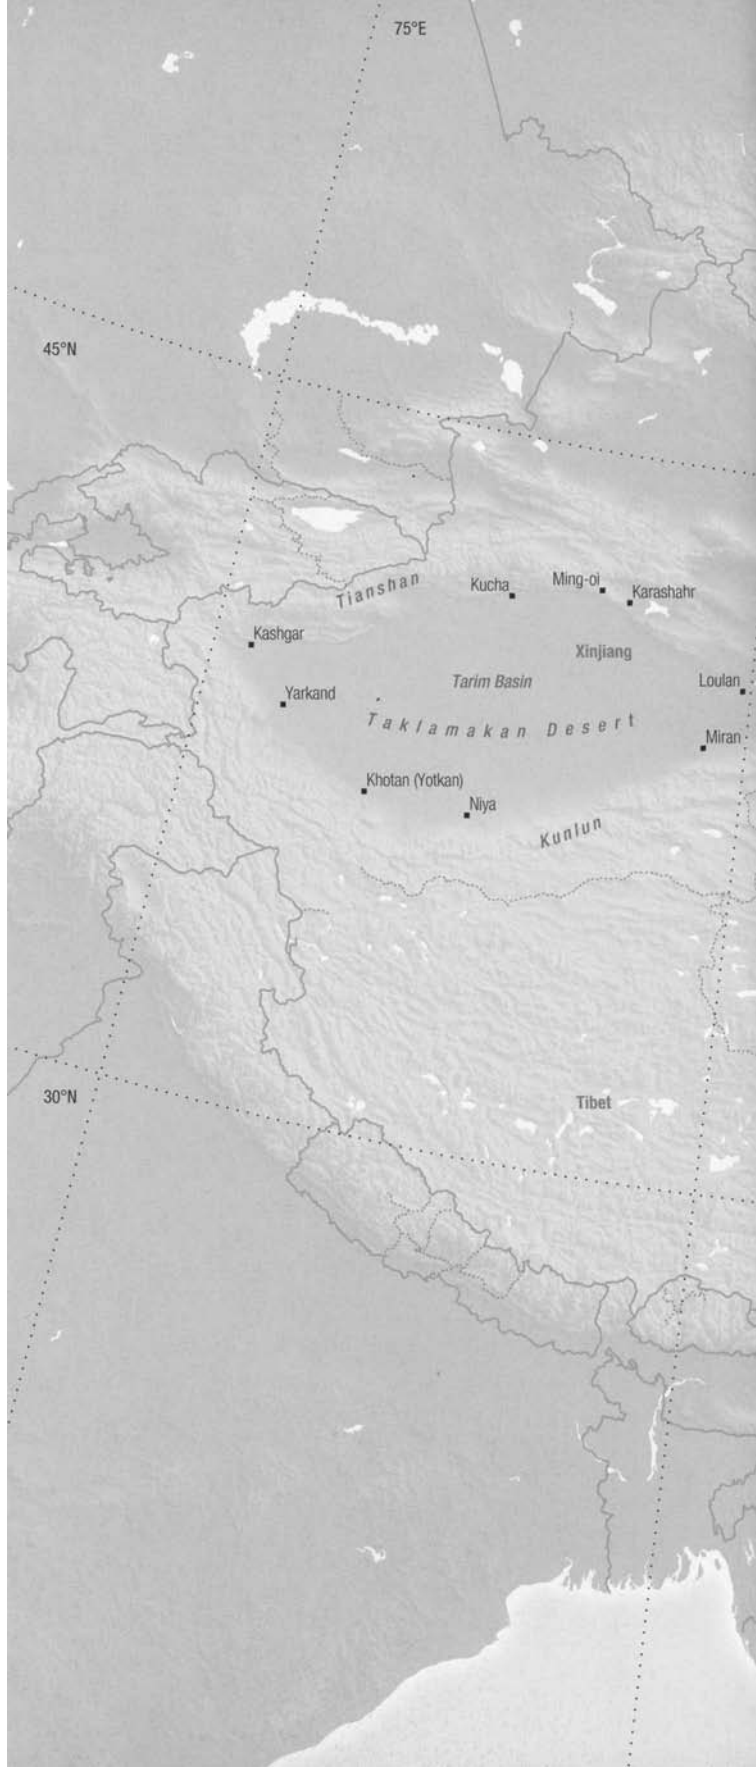 75°E
45°N
Tianshan
Kucha
Ming-oi
Karashahr
Kashgar
Xinjiang
Tarim Basin
Loulan
Yarkand
Taklamakan Desert
Miran
Khotan (Yotkan)
Niya
Kunlun
30°N
Tibet